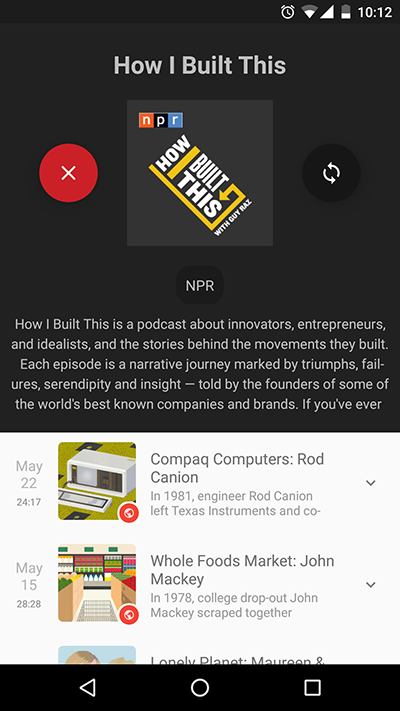 10:12
How I Built This
npr
HOW
I BUILT
THIS
WITH GUY RAZ
NPR
How I Built This is a podcast about innovators, entrepreneurs,
and idealists, and the stories behind the movements they built.
Each episode is a narrative journey marked by triumphs, fail-
ures, serendipity and insight — told by the founders of some of
the world's best known companies and brands. If you've ever
May
22
24:17
Compaq Computers: Rod
Canion
In 1981, engineer Rod Canion
left Texas Instruments and co-
May
15
28:28
Whole Foods Market: John
Mackey
In 1978, college drop-out John
Mackey scraped together
Lonely Planet: Maureen &